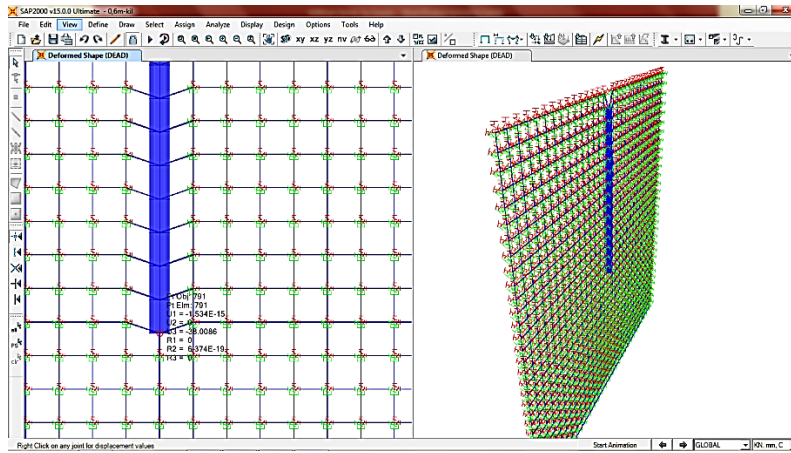 SAP2000 v15.0.0 Ultimate - 0,6m-kil
File Edit View Define Draw Select Assign Analyze Display Design Options Tools Help
xy xz yz nv
Deformed Shape (DEAD)
Deformed Shape (DEAD)
Pt Obj: 791
Pt Elm: 791
U1 = -1.534E-15
U2 = 0
U3 = -38.0086
R1 = 0
R2 = 6.374E-19
R3 = 0
Right Click on any joint for displacement values
Start Animation
GLOBAL
KN, mm, C